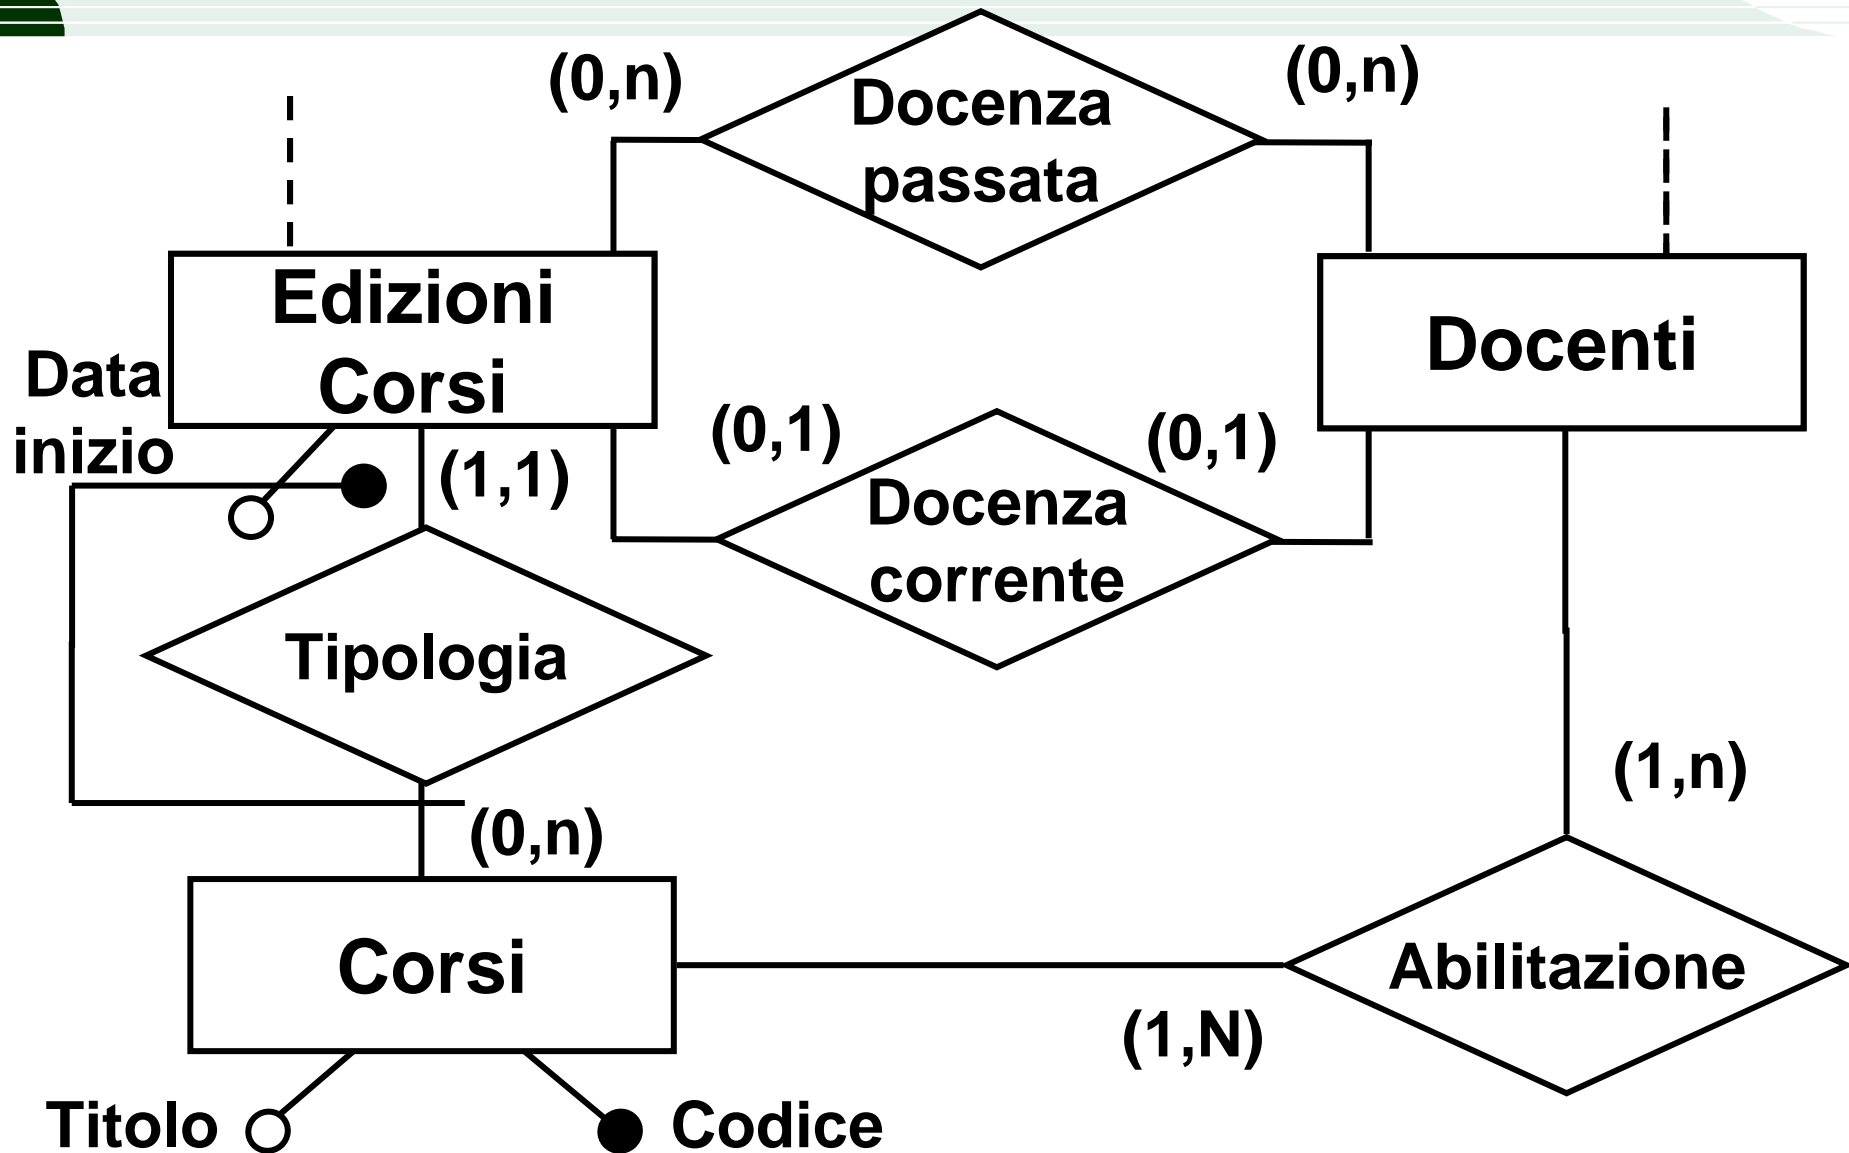 (0,n)
(0,n)
Docenza
passata
Edizioni
Corsi
Docenti
Data
inizio
(1,1)
(0,1)
(0,1)
Docenza
corrente
Tipologia
(1,n)
(0,n)
Corsi
Abilitazione
(1,N)
Titolo
Codice